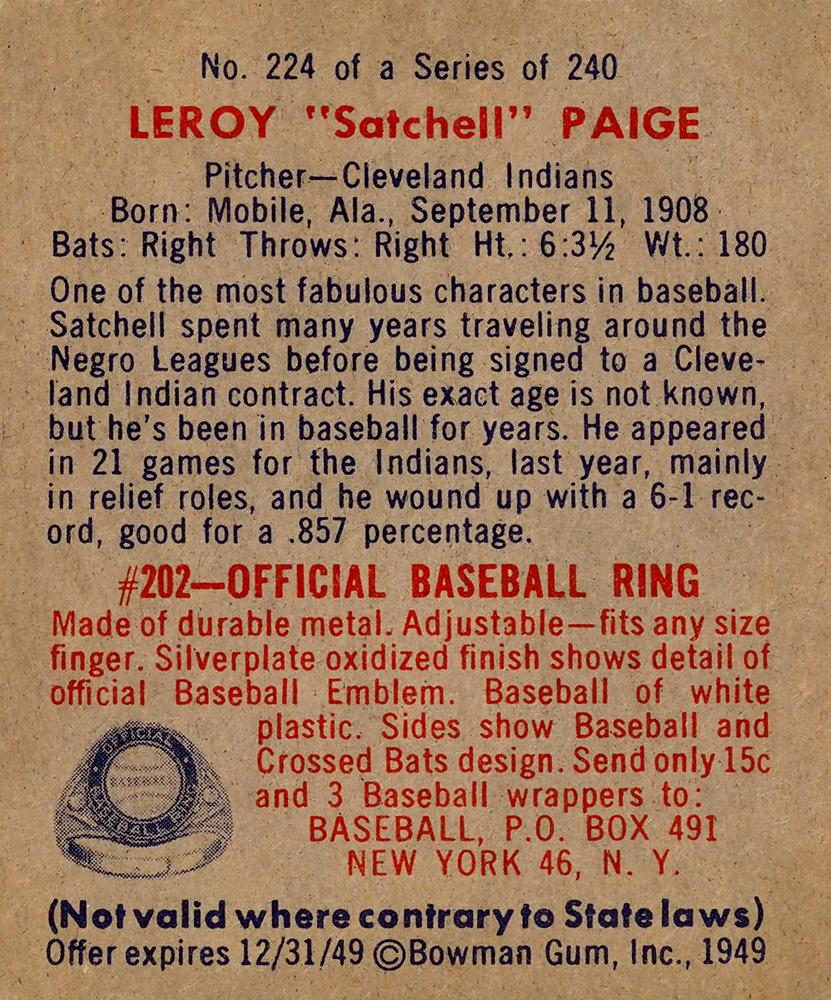 No. 224 of a Series of 240
LEROY "Satchell" PAIGE
Pitcher—Cleveland Indians
Born: Mobile, Ala., September 11, 1908
Bats: Right Throws: Right Ht.: 6:3½ Wt.: 180
One of the most fabulous characters in baseball.
Satchell spent many years traveling around the
Negro Leagues before being signed to a Cleve-
land Indian contract. His exact age is not known,
but he's been in baseball for years. He appeared
in 21 games for the Indians, last year, mainly
in relief roles, and he wound up with a 6-1 rec-
ord, good for a .857 percentage.
#202—OFFICIAL BASEBALL RING
Made of durable metal. Adjustable—fits any size
finger. Silverplate oxidized finish shows detail of
official Baseball Emblem. Baseball of white
plastic. Sides show Baseball and
Crossed Bats design. Send only 15c
and 3 Baseball wrappers to:
BASEBALL, P.O. BOX 491
NEW YORK 46, N. Y.
OFFICIAL
BASEBALL RING
(Not valid where contrary to State laws)
Offer expires 12/31/49 ©Bowman Gum, Inc., 1949